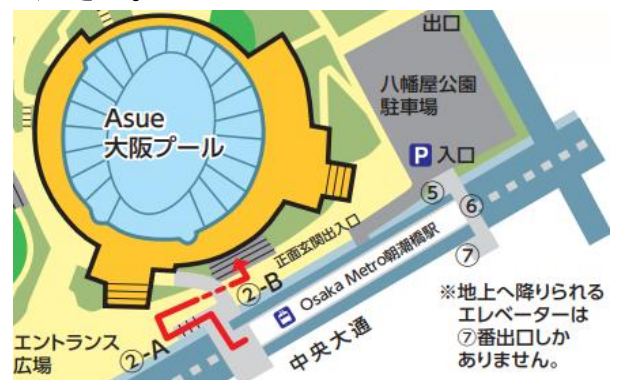 出口
八幡屋公園
駐車場
P 入口
Asue
大阪プール
⑤
⑥
⑦
正面玄関出入口
②-B
Osaka Metro朝潮橋駅
②-A
中央大通
エントランス
広場
※地上へ降りられる
エレベーターは
⑦番出口しか
ありません。